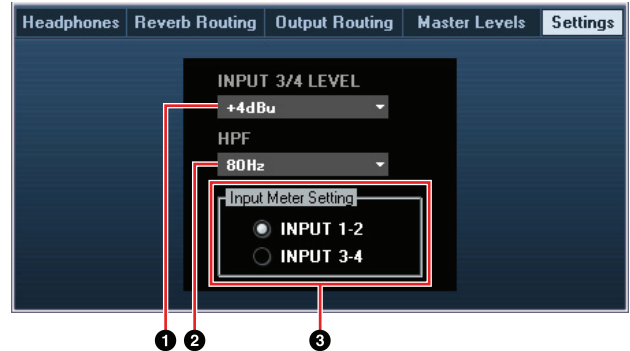 Headphones Reverb Routing Output Routing Master Levels Settings
INPUT 3/4 LEVEL
+4dBu
HPF
80Hz
Input Meter Setting
INPUT 1-2
INPUT 3-4
1 2 3